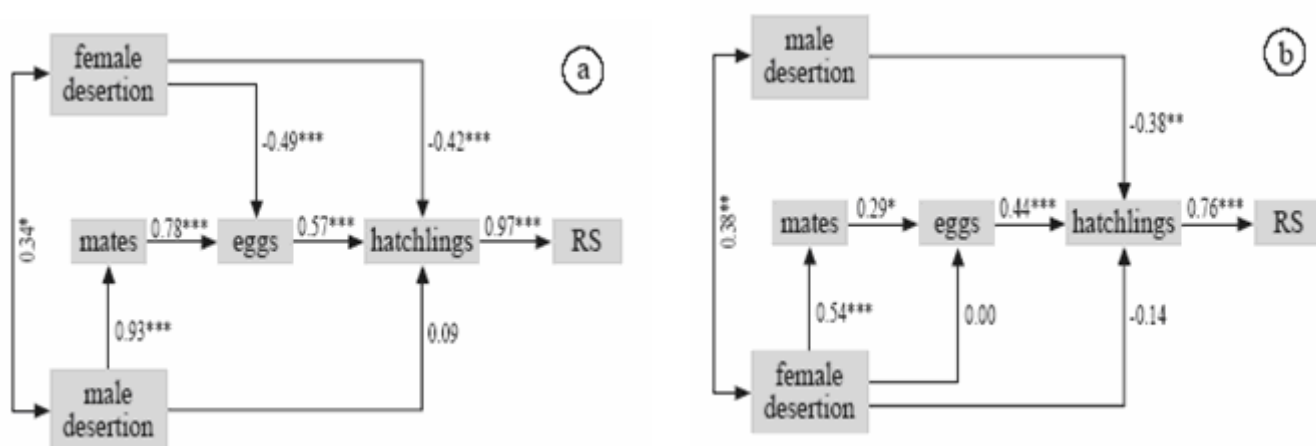 female
desertion
a
-0.49***
-0.42***
0.34*
mates
0.78***
eggs
0.57***
hatchlings
0.97***
RS
0.93***
0.09
male
desertion
male
desertion
b
-0.38**
0.38**
mates
0.29*
eggs
0.44***
hatchlings
0.76***
RS
0.54***
0.00
-0.14
female
desertion